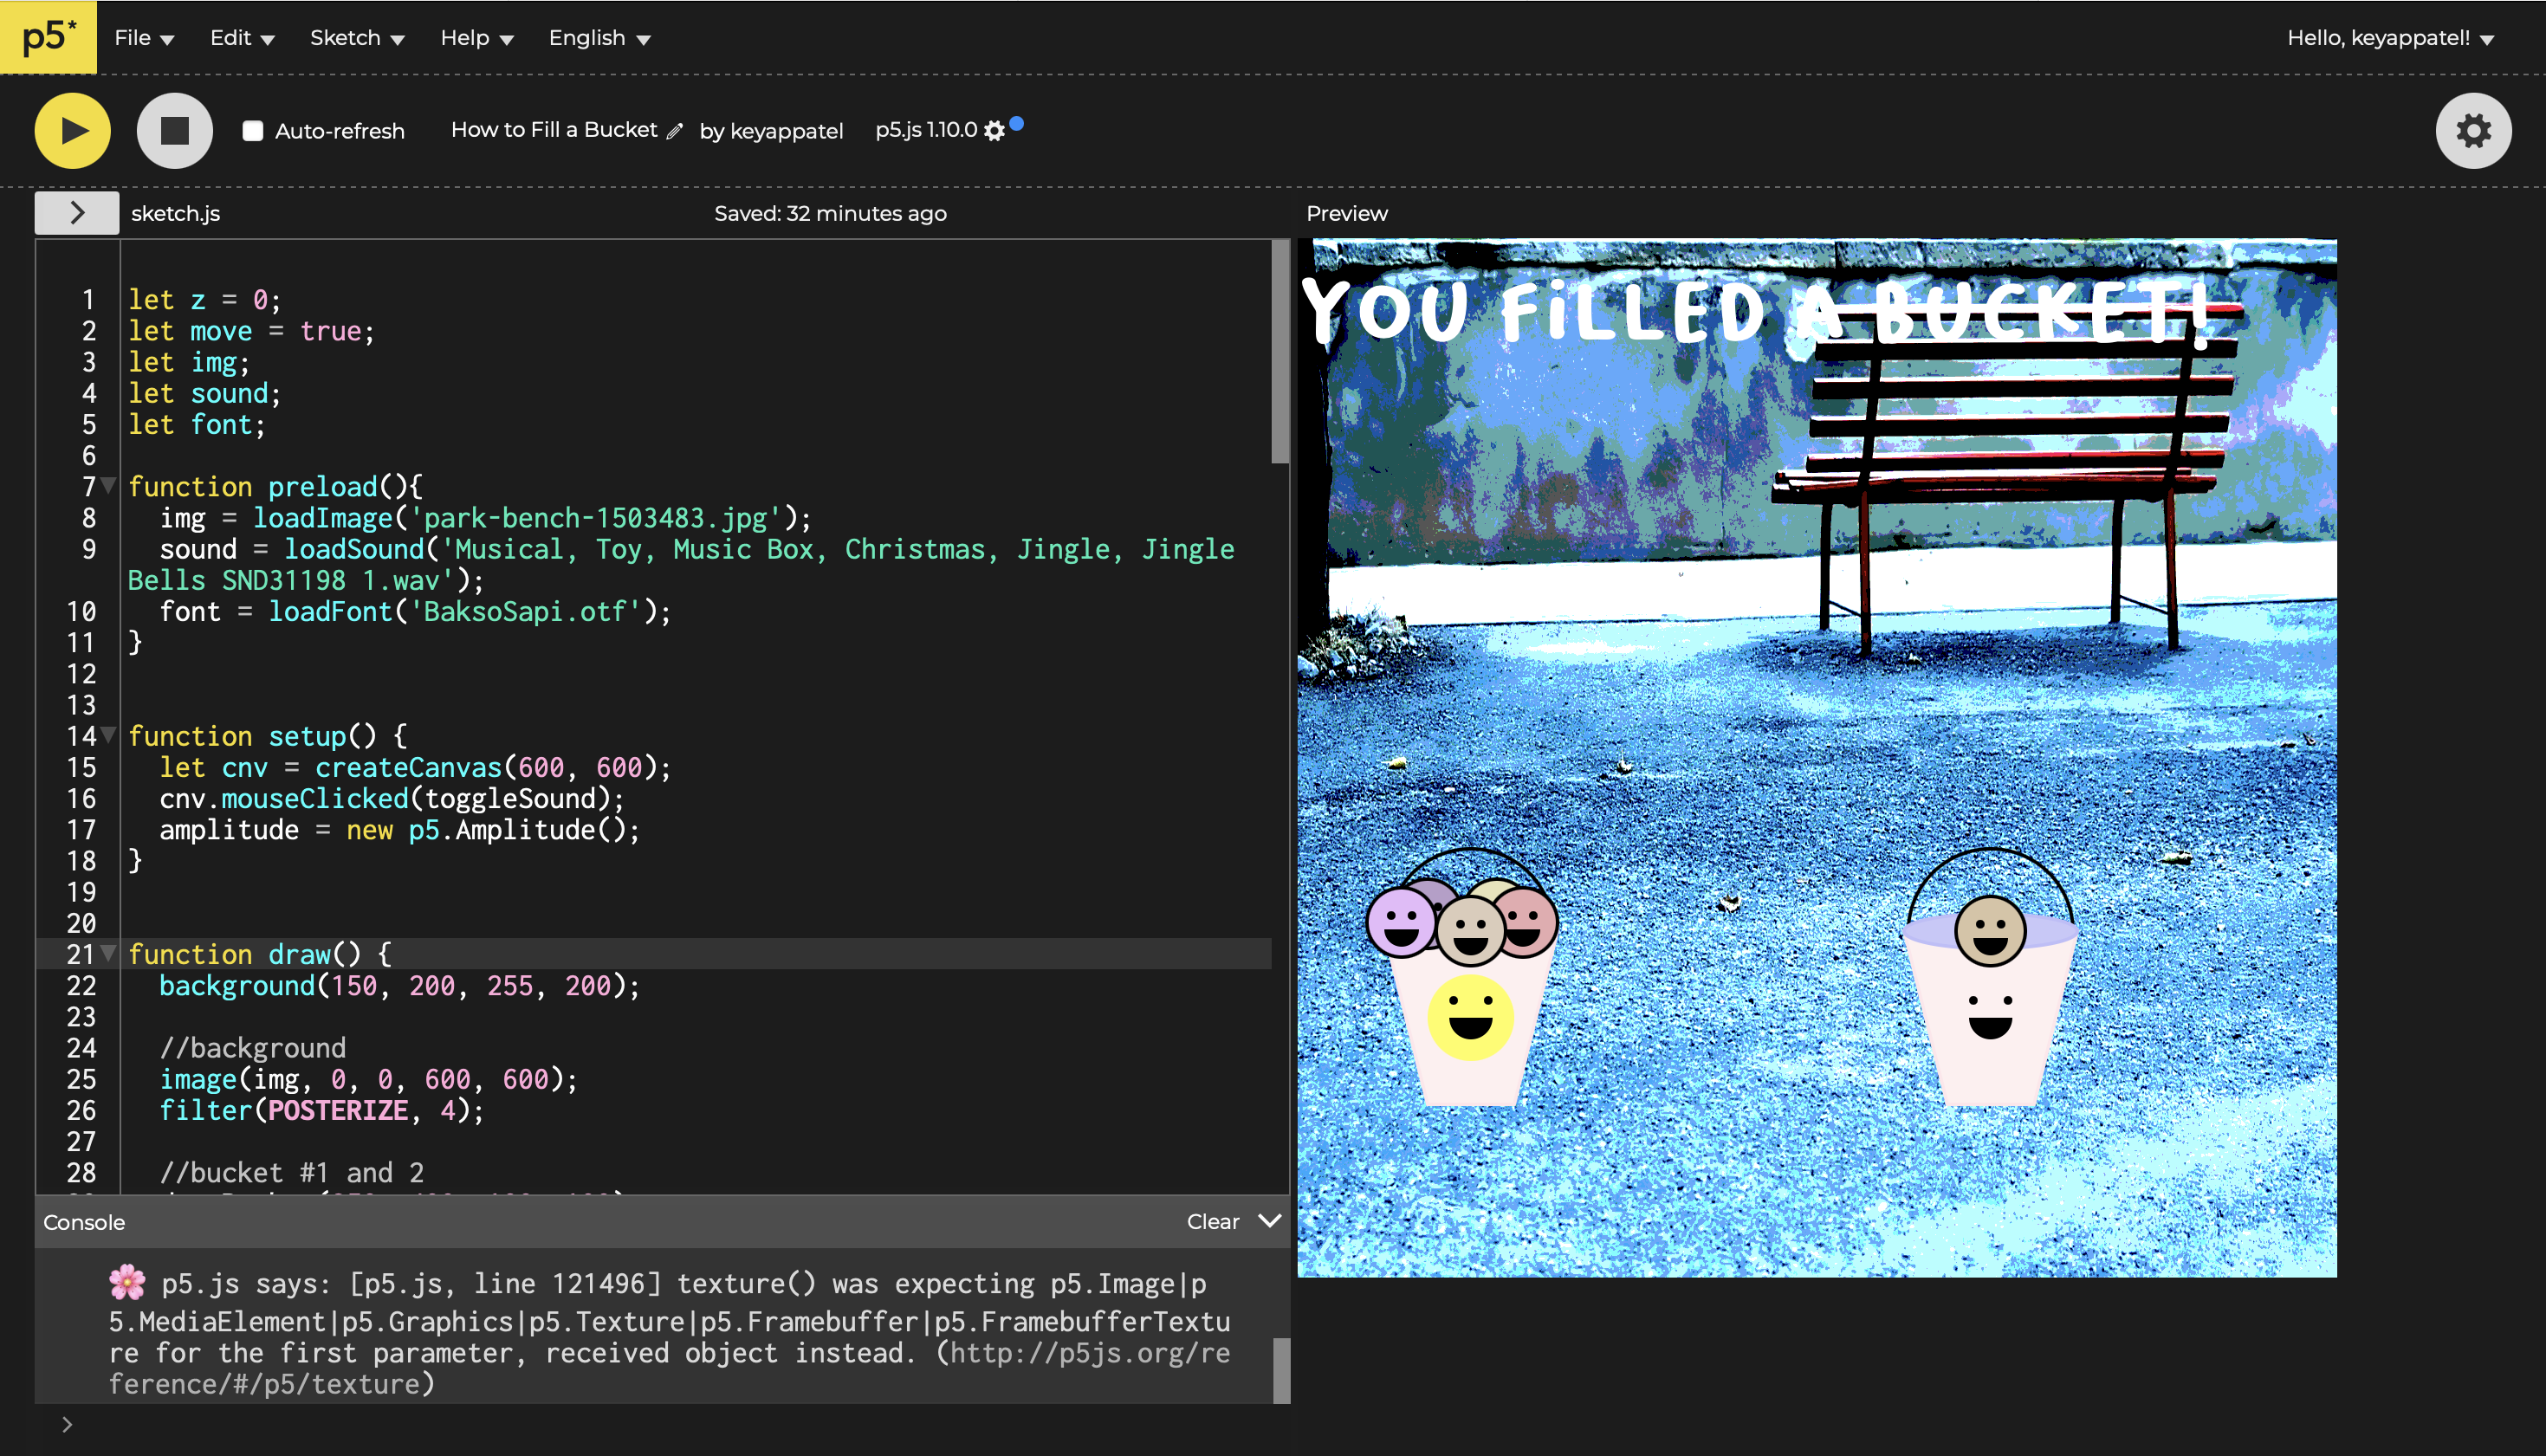 p5* File Edit Sketch Help English Hello, keyappatel!
Auto-refresh How to Fill a Bucket by keyappatel p5.js 1.10.0
sketch.js Saved: 32 minutes ago Preview
1 let z = 0;
2 let move = true;
3 let img;
4 let sound;
5 let font;
6
7 function preload(){
8 img = loadImage('park-bench-1503483.jpg');
9 sound = loadSound('Musical, Toy, Music Box, Christmas, Jingle, Jingle
Bells SND31198 1.wav');
10 font = loadFont('BaksoSapi.otf');
11 }
12
13
14 function setup() {
15 let cnv = createCanvas(600, 600);
16 cnv.mouseClicked(toggleSound);
17 amplitude = new p5.Amplitude();
18 }
19
20
21 function draw() {
22 background(150, 200, 255, 200);
23
24 //background
25 image(img, 0, 0, 600, 600);
26 filter(POSTERIZE, 4);
27
28 //bucket #1 and 2
Console Clear
🌸 p5.js says: [p5.js, line 121496] texture() was expecting p5.Image|p
5.MediaElement|p5.Graphics|p5.Texture|p5.Framebuffer|p5.FramebufferTextu
re for the first parameter, received object instead. (http://p5js.org/re
ference/#/p5/texture)
>
YOU FiLLED A BUCKET!